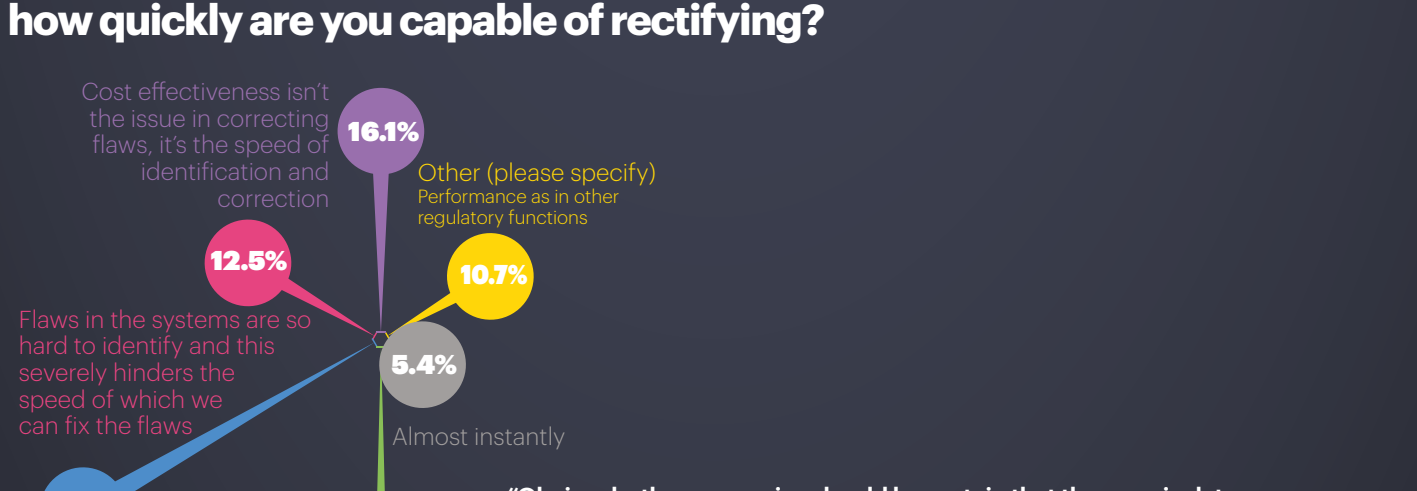 how quickly are you capable of rectifying?
Cost effectiveness isn't
the issue in correcting
flaws, it's the speed of
identification and
correction
16.1%
Other (please specify)
Performance as in other
regulatory functions
12.5%
10.7%
Flaws in the systems are so
hard to identify and this
severely hinders the
speed of which we
can fix the flaws
5.4%
Almost instantly